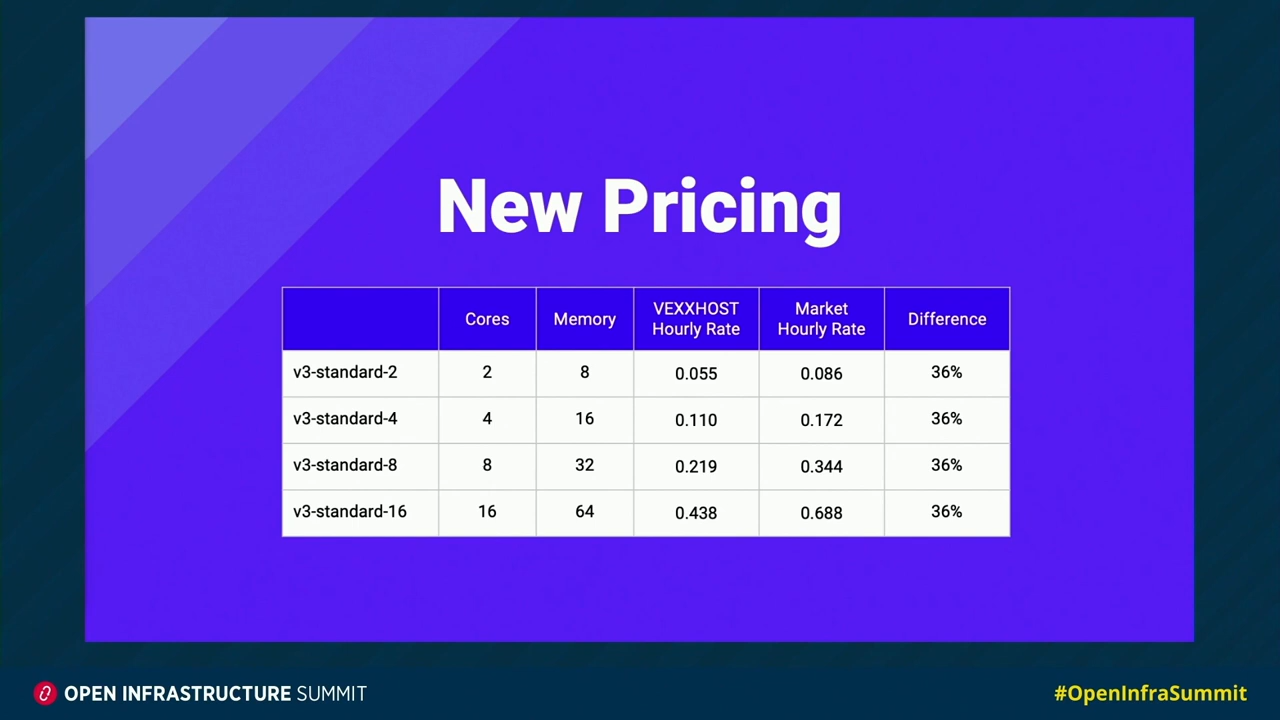 New Pricing
Cores Memory VEXXHOST Hourly Rate Market Hourly Rate Difference
v3-standard-2 2 8 0.055 0.086 36%
v3-standard-4 4 16 0.110 0.172 36%
v3-standard-8 8 32 0.219 0.344 36%
v3-standard-16 16 64 0.438 0.688 36%
OPEN INFRASTRUCTURE SUMMIT
#OpenInfraSummit